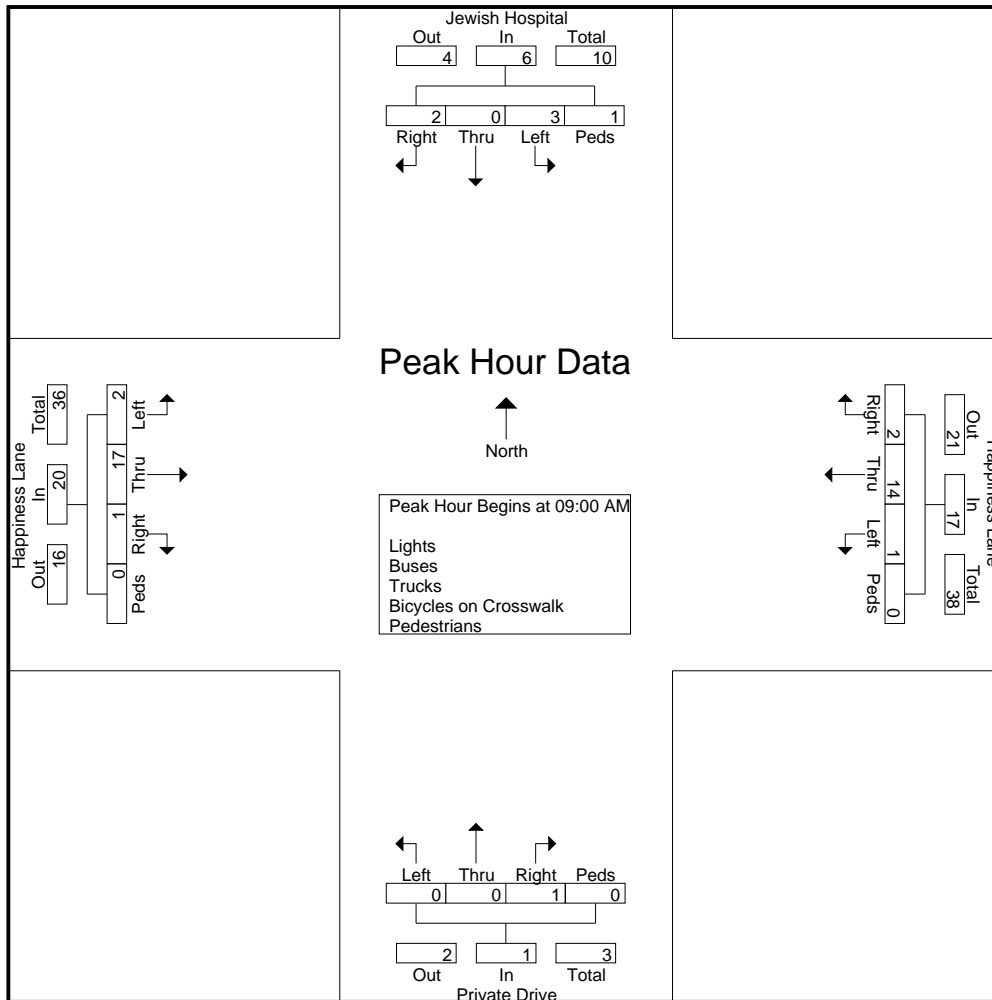 Jewish Hospital
Out In Total
4 6 10
2 0 3 1
Right Thru Left Peds
Peak Hour Data
North
Peak Hour Begins at 09:00 AM
Lights
Buses
Trucks
Bicycles on Crosswalk
Pedestrians
Happiness Lane
Total In Out
36 20 16
2 17 1 0
Left Thru Right Peds
Right Thru Left Peds
2 14 1 0
21 17 38
Out In Total
Happiness Lane
Left Thru Right Peds
0 0 1 0
2 1 3
Out In Total
Private Drive